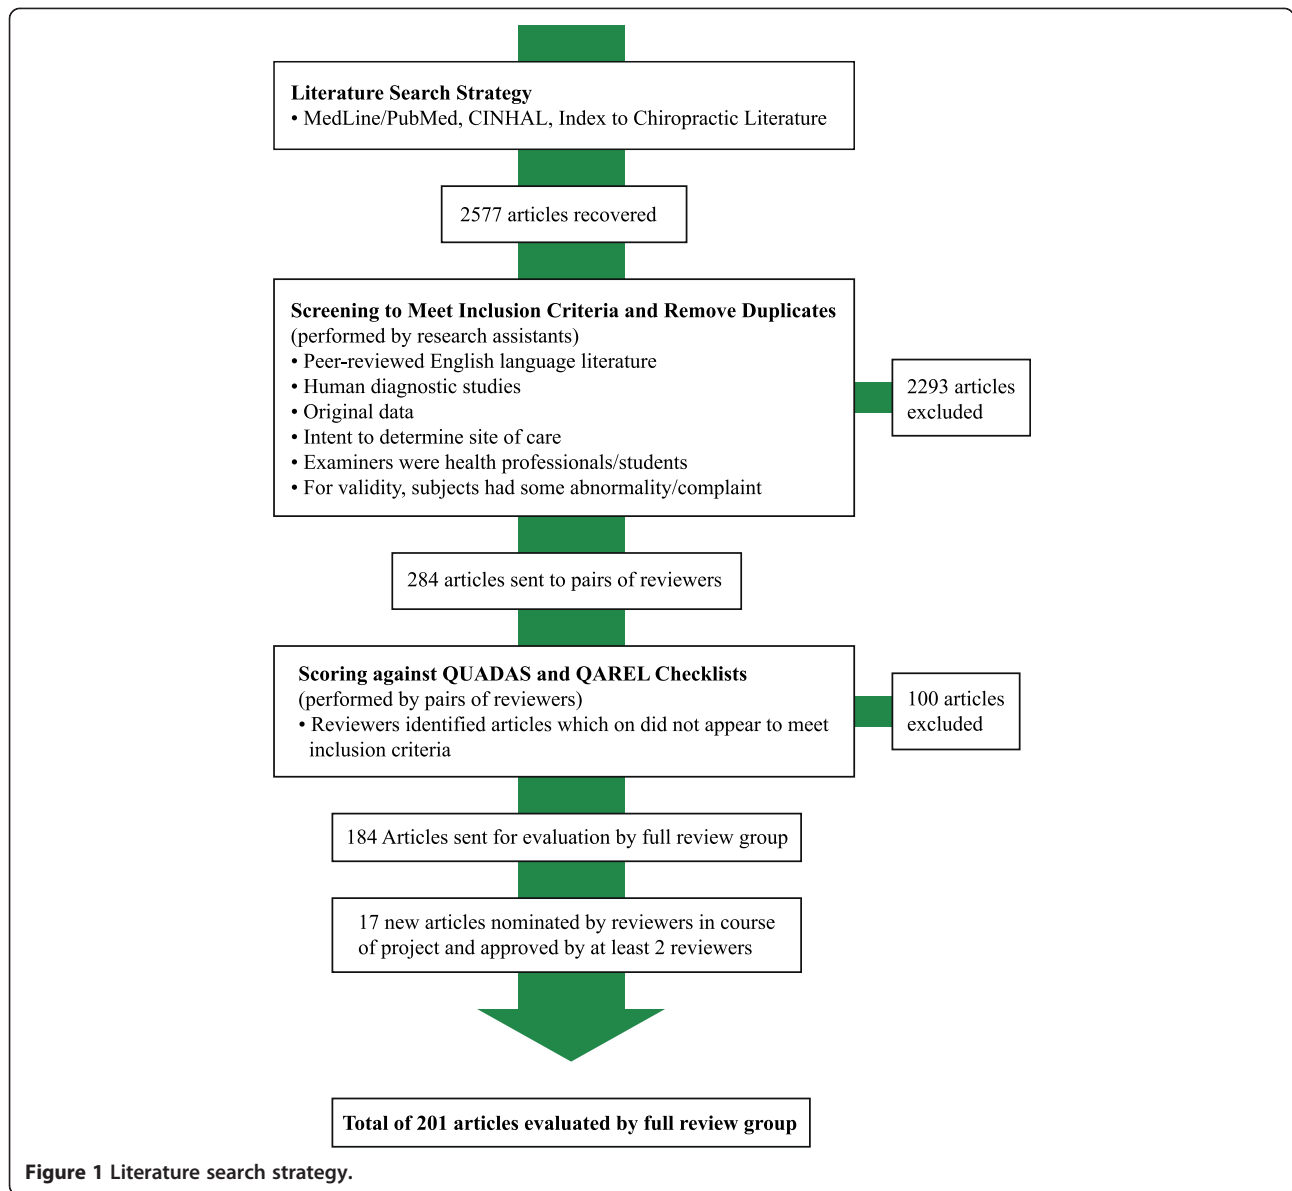 Literature Search Strategy
• MedLine/PubMed, CINHAL, Index to Chiropractic Literature
2577 articles recovered
Screening to Meet Inclusion Criteria and Remove Duplicates
(performed by research assistants)
• Peer-reviewed English language literature
• Human diagnostic studies
• Original data
• Intent to determine site of care
• Examiners were health professionals/students
• For validity, subjects had some abnormality/complaint
2293 articles
excluded
284 articles sent to pairs of reviewers
Scoring against QUADAS and QAREL Checklists
(performed by pairs of reviewers)
• Reviewers identified articles which on did not appear to meet
inclusion criteria
100 articles
excluded
184 Articles sent for evaluation by full review group
17 new articles nominated by reviewers in course
of project and approved by at least 2 reviewers
Total of 201 articles evaluated by full review group
Figure 1 Literature search strategy.